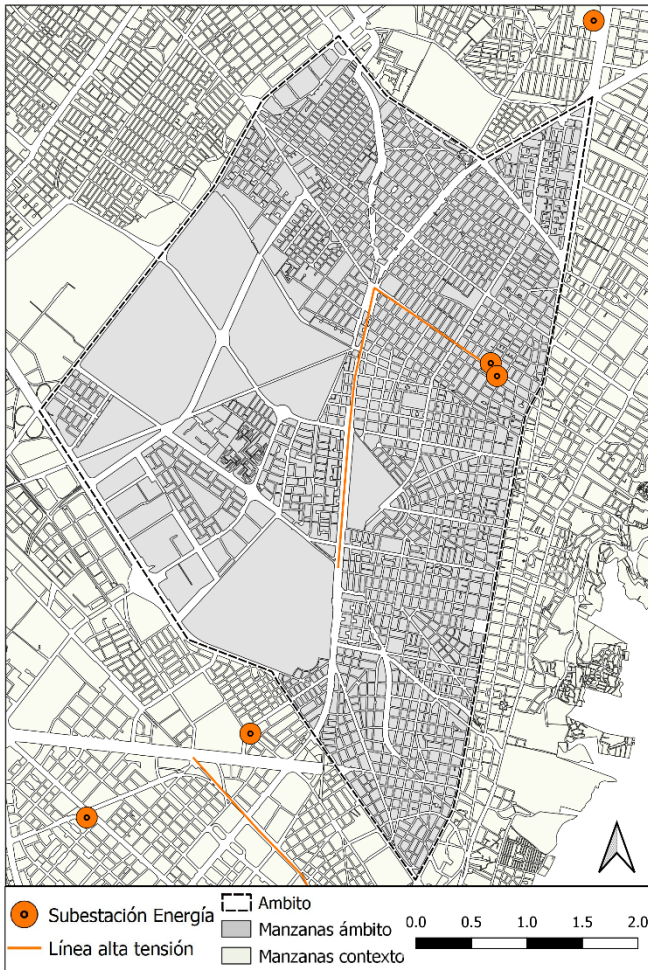 Subestación Energía
Línea alta tensión
Ambito
Manzanas ámbito
Manzanas contexto
0.0 0.5 1.0 1.5 2.0